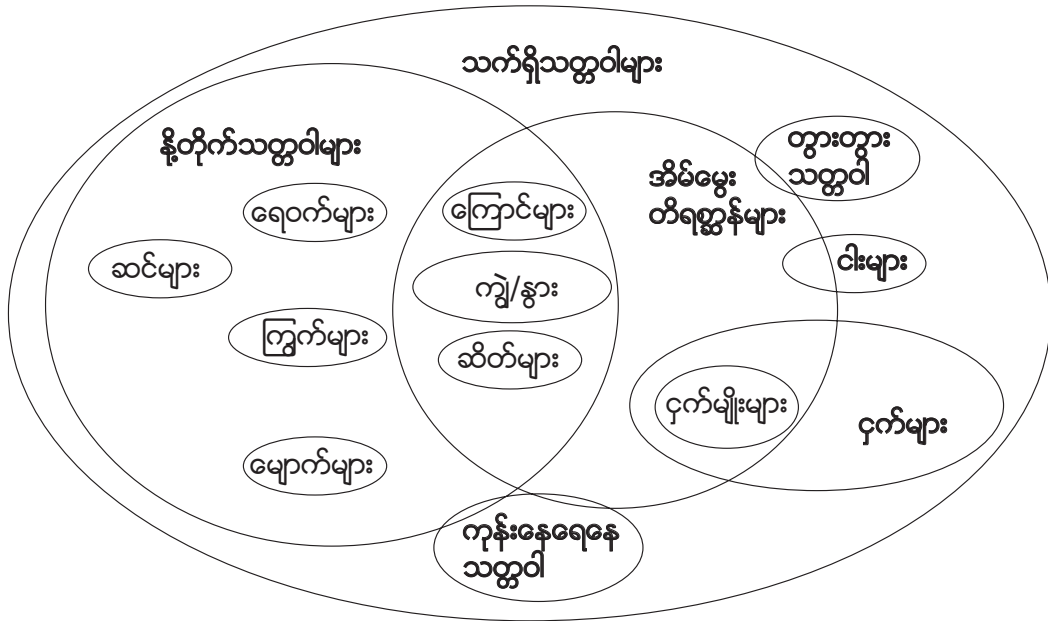 သက်ရှိသတ္တဝါများ
နို့တိုက်သတ္တဝါများ
ရေဝက်များ
ဆင်များ
ကြွက်များ
မျောက်များ
ကြောင်များ
ကျွဲ/နွား
ဆိတ်များ
အိမ်မွေး
တိရစ္ဆာန်များ
တွားတွား
သတ္တဝါ
ငါးများ
ငှက်မျိုးများ
ငှက်များ
ကုန်းနေရေနေ
သတ္တဝါ